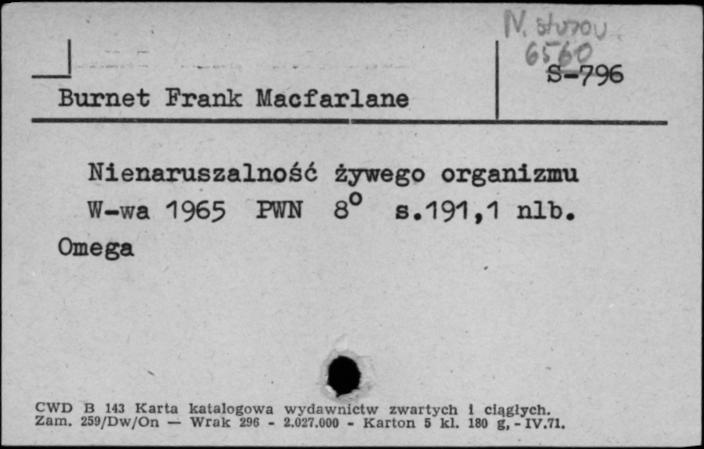 6560
S-796
Burnet Frank Macfarlane
Nienaruszalność żywego organizmu
W-wa 1965 PWN 8° s.191,1 nlb.
Omega
CWD B 143 Karta katalogowa wydawnictw zwartych i ciągłych.
Zam. 259/Dw/On — Wrak 296 - 2.027.000 - Karton 5 kl. 180 g, - IV.71.